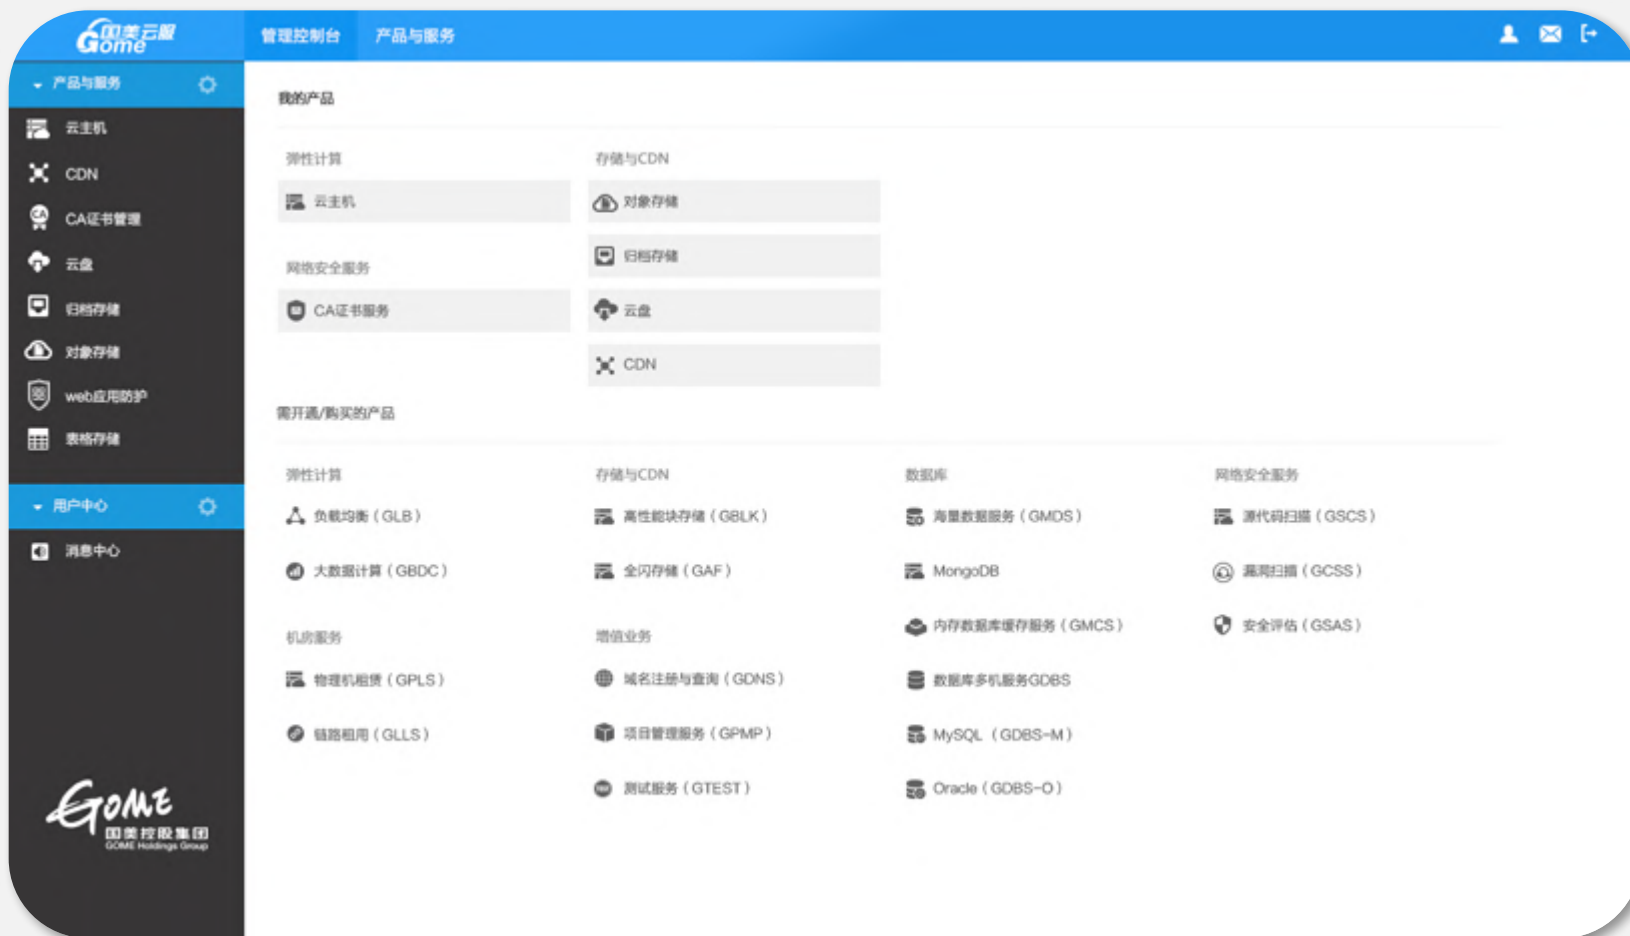 国美云服
Gome
管理控制台
产品与服务
产品与服务
云主机
CDN
CA证书管理
云盘
归档存储
对象存储
web应用防护
表格存储
用户中心
消息中心
GOME
国美控股集团
GOME Holdings Group
我的产品
弹性计算
云主机
网络安全服务
CA证书服务
存储与CDN
对象存储
归档存储
云盘
CDN
需开通/购买的产品
弹性计算
负载均衡(GLB)
大数据计算(GBDC)
机房服务
物理机租赁(GPLS)
链路租用(GLLS)
存储与CDN
高性能块存储(GBLK)
全闪存储(GAF)
增值业务
域名注册与查询(GDNS)
项目管理服务(GPMP)
测试服务(GTEST)
数据库
海量数据服务(GMDS)
MongoDB
内存数据库缓存服务(GMCS)
数据库多机服务GDBS
MySQL (GDBS-M)
Oracle(GDBS-O)
网络安全服务
源代码扫描(GSCS)
漏洞扫描(GCSS)
安全评估(GSAS)